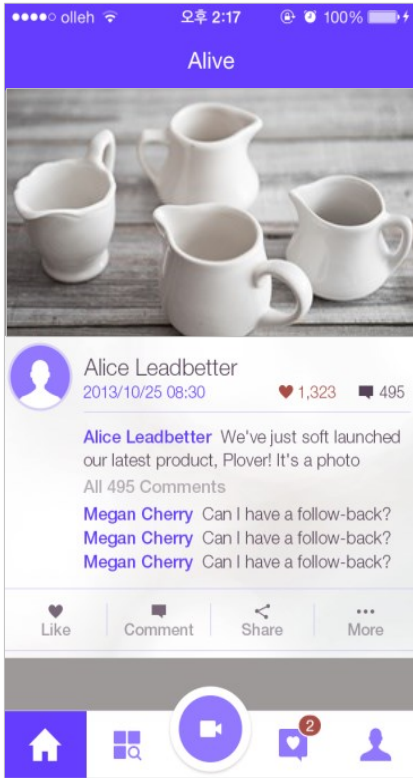 olleh 오후 2:17 100%
Alive
Alice Leadbetter
2013/10/25 08:30 1,323 495
Alice Leadbetter We've just soft launched
our latest product, Plover! It's a photo
All 495 Comments
Megan Cherry Can I have a follow-back?
Megan Cherry Can I have a follow-back?
Megan Cherry Can I have a follow-back?
Like Comment Share More
2